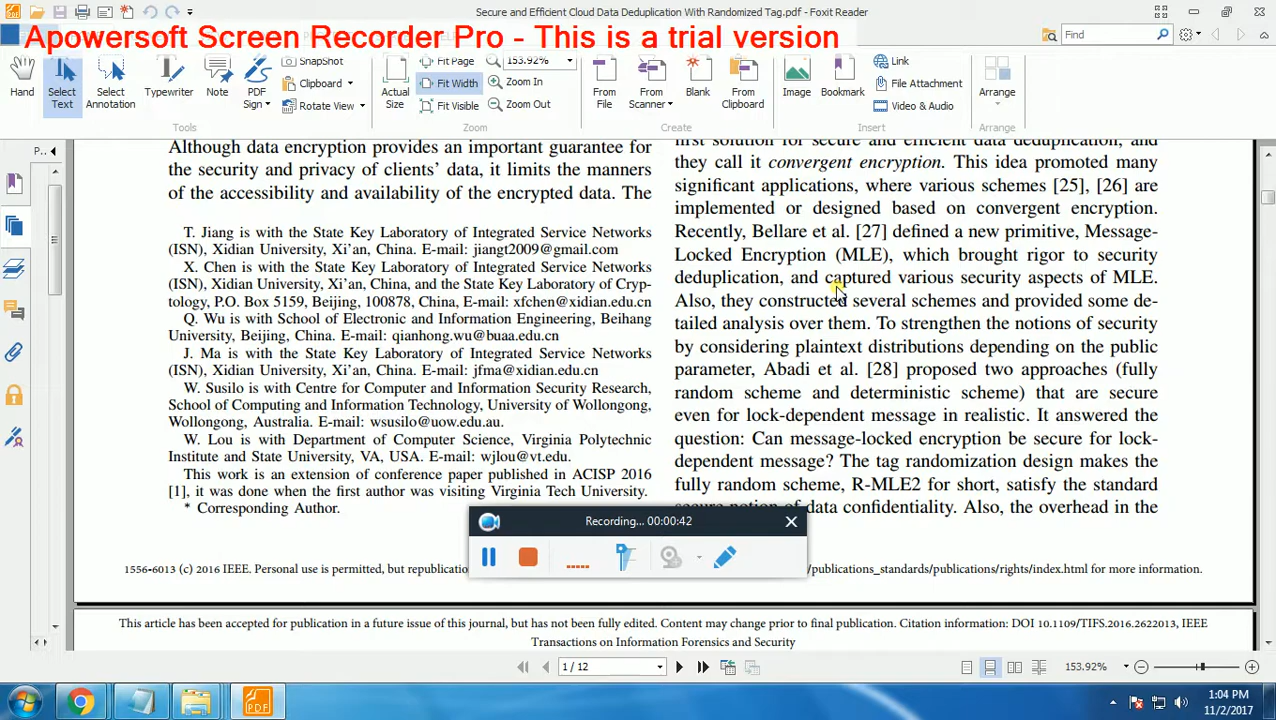 Secure and Efficient Cloud Data Deduplication With Randomized Tag.pdf - Foxit Reader
Apowersoft Screen Recorder Pro - This is a trial version
Find
Hand
Select
Text
Select
Annotation
Typewriter
Note
PDF
Sign
SnapShot
Clipboard
Rotate View
Tools
Actual
Size
Fit Page
Fit Width
Fit Visible
153.92%
Zoom In
Zoom Out
Zoom
From
File
From
Scanner
Blank
From
Clipboard
Create
Image
Bookmark
Link
File Attachment
Video & Audio
Insert
Arrange
Arrange
P..
Although data encryption provides an important guarantee for
the security and privacy of clients' data, it limits the manners
of the accessibility and availability of the encrypted data. The
T. Jiang is with the State Key Laboratory of Integrated Service Networks
(ISN), Xidian University, Xi'an, China. E-mail: jiangt2009@gmail.com
X. Chen is with the State Key Laboratory of Integrated Service Networks
(ISN), Xidian University, Xi'an, China, and the State Key Laboratory of Cryp-
tology, P.O. Box 5159, Beijing, 100878, China, E-mail: xfchen@xidian.edu.cn
Q. Wu is with School of Electronic and Information Engineering, Beihang
University, Beijing, China. E-mail: qianhong.wu@buaa.edu.cn
J. Ma is with the State Key Laboratory of Integrated Service Networks
(ISN), Xidian University, Xi'an, China. E-mail: jfma@xidian.edu.cn
W. Susilo is with Centre for Computer and Information Security Research,
School of Computing and Information Technology, University of Wollongong,
Wollongong, Australia. E-mail: wsusilo@uow.edu.au.
W. Lou is with Department of Computer Science, Virginia Polytechnic
Institute and State University, VA, USA. E-mail: wjlou@vt.edu.
This work is an extension of conference paper published in ACISP 2016
[1], it was done when the first author was visiting Virginia Tech University.
* Corresponding Author.
first solution for secure and efficient data deduplication, and
they call it convergent encryption. This idea promoted many
significant applications, where various schemes [25], [26] are
implemented or designed based on convergent encryption.
Recently, Bellare et al. [27] defined a new primitive, Message-
Locked Encryption (MLE), which brought rigor to security
deduplication, and captured various security aspects of MLE.
Also, they constructed several schemes and provided some de-
tailed analysis over them. To strengthen the notions of security
by considering plaintext distributions depending on the public
parameter, Abadi et al. [28] proposed two approaches (fully
random scheme and deterministic scheme) that are secure
even for lock-dependent message in realistic. It answered the
question: Can message-locked encryption be secure for lock-
dependent message? The tag randomization design makes the
fully random scheme, R-MLE2 for short, satisfy the standard
secure notion of data confidentiality. Also, the overhead in the
Recording... 00:00:42
1556-6013 (c) 2016 IEEE. Personal use is permitted, but republication
/publications_standards/publications/rights/index.html for more information.
This article has been accepted for publication in a future issue of this journal, but has not been fully edited. Content may change prior to final publication. Citation information: DOI 10.1109/TIFS.2016.2622013, IEEE
Transactions on Information Forensics and Security
1 / 12
153.92%
PDF
1:04 PM
11/2/2017